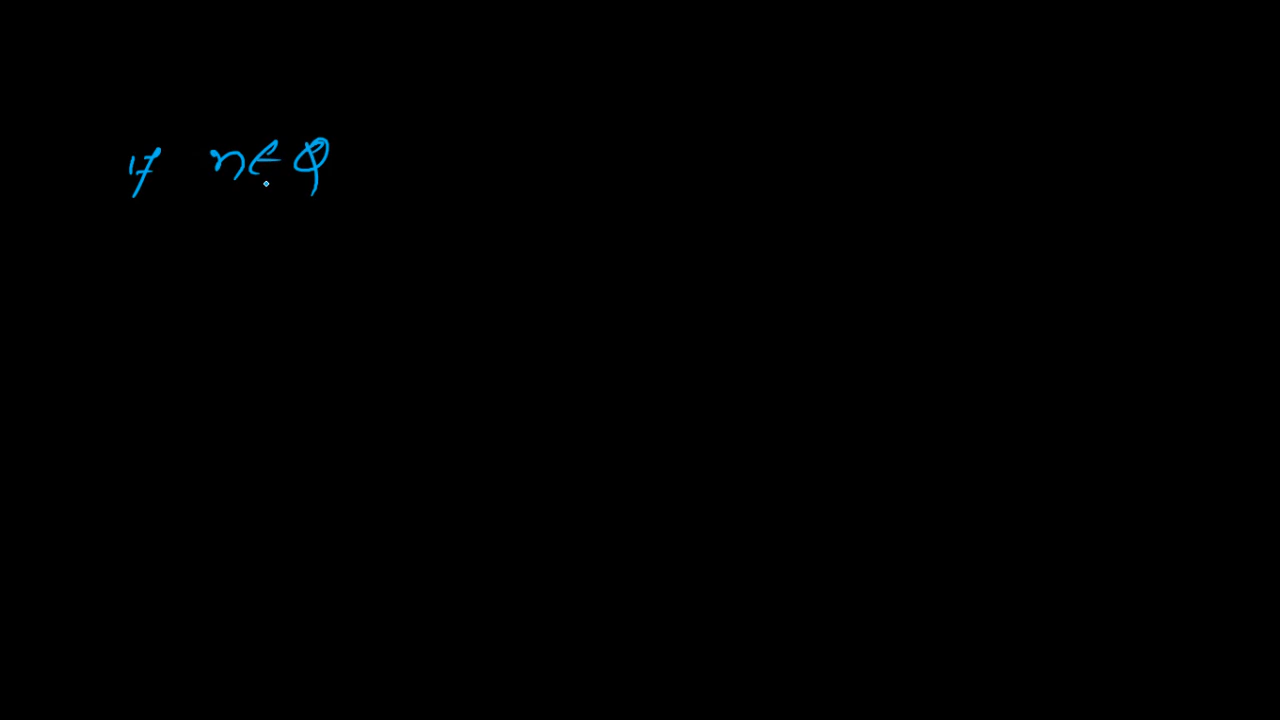 if n ∈ Q